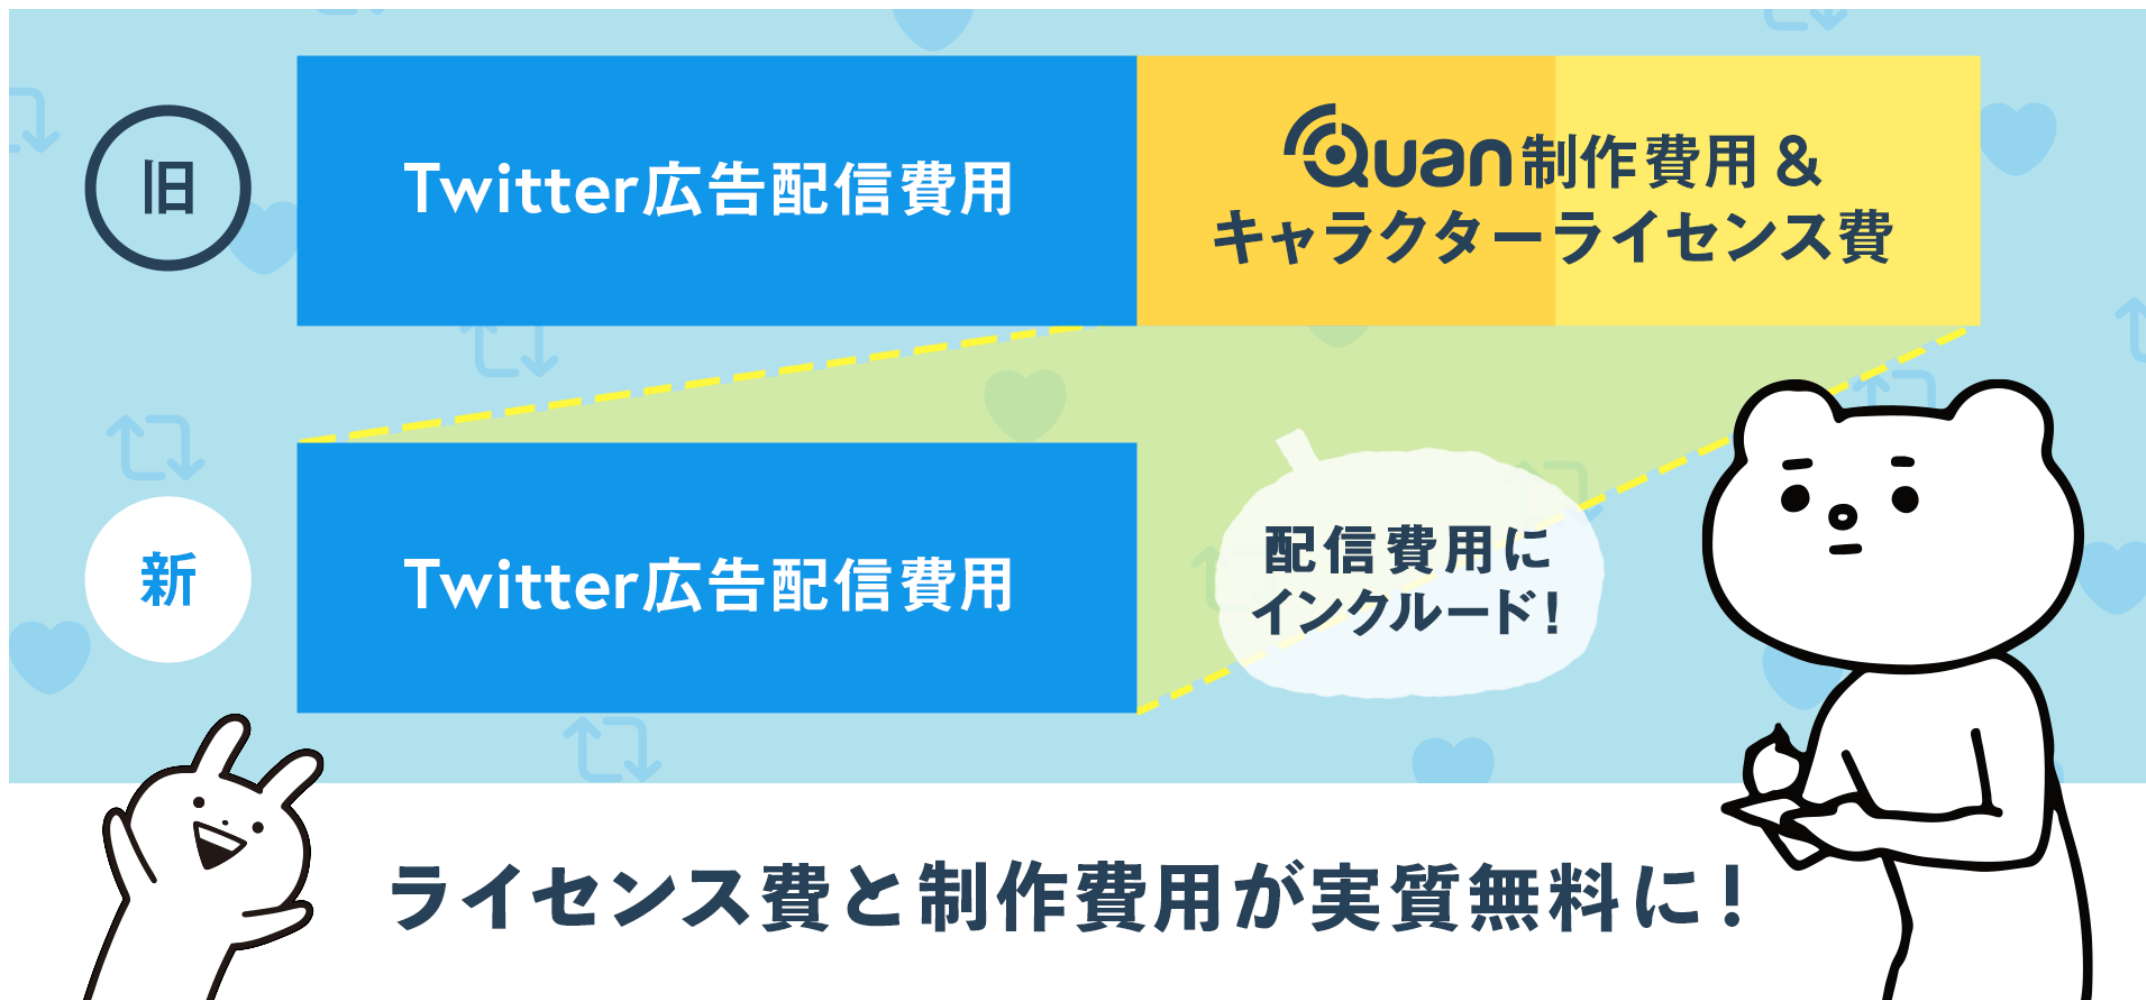 旧
Twitter広告配信費用
Quan制作費用&
キャラクターライセンス費
新
Twitter広告配信費用
配信費用に
インクルード!
ライセンス費と制作費用が実質無料に!